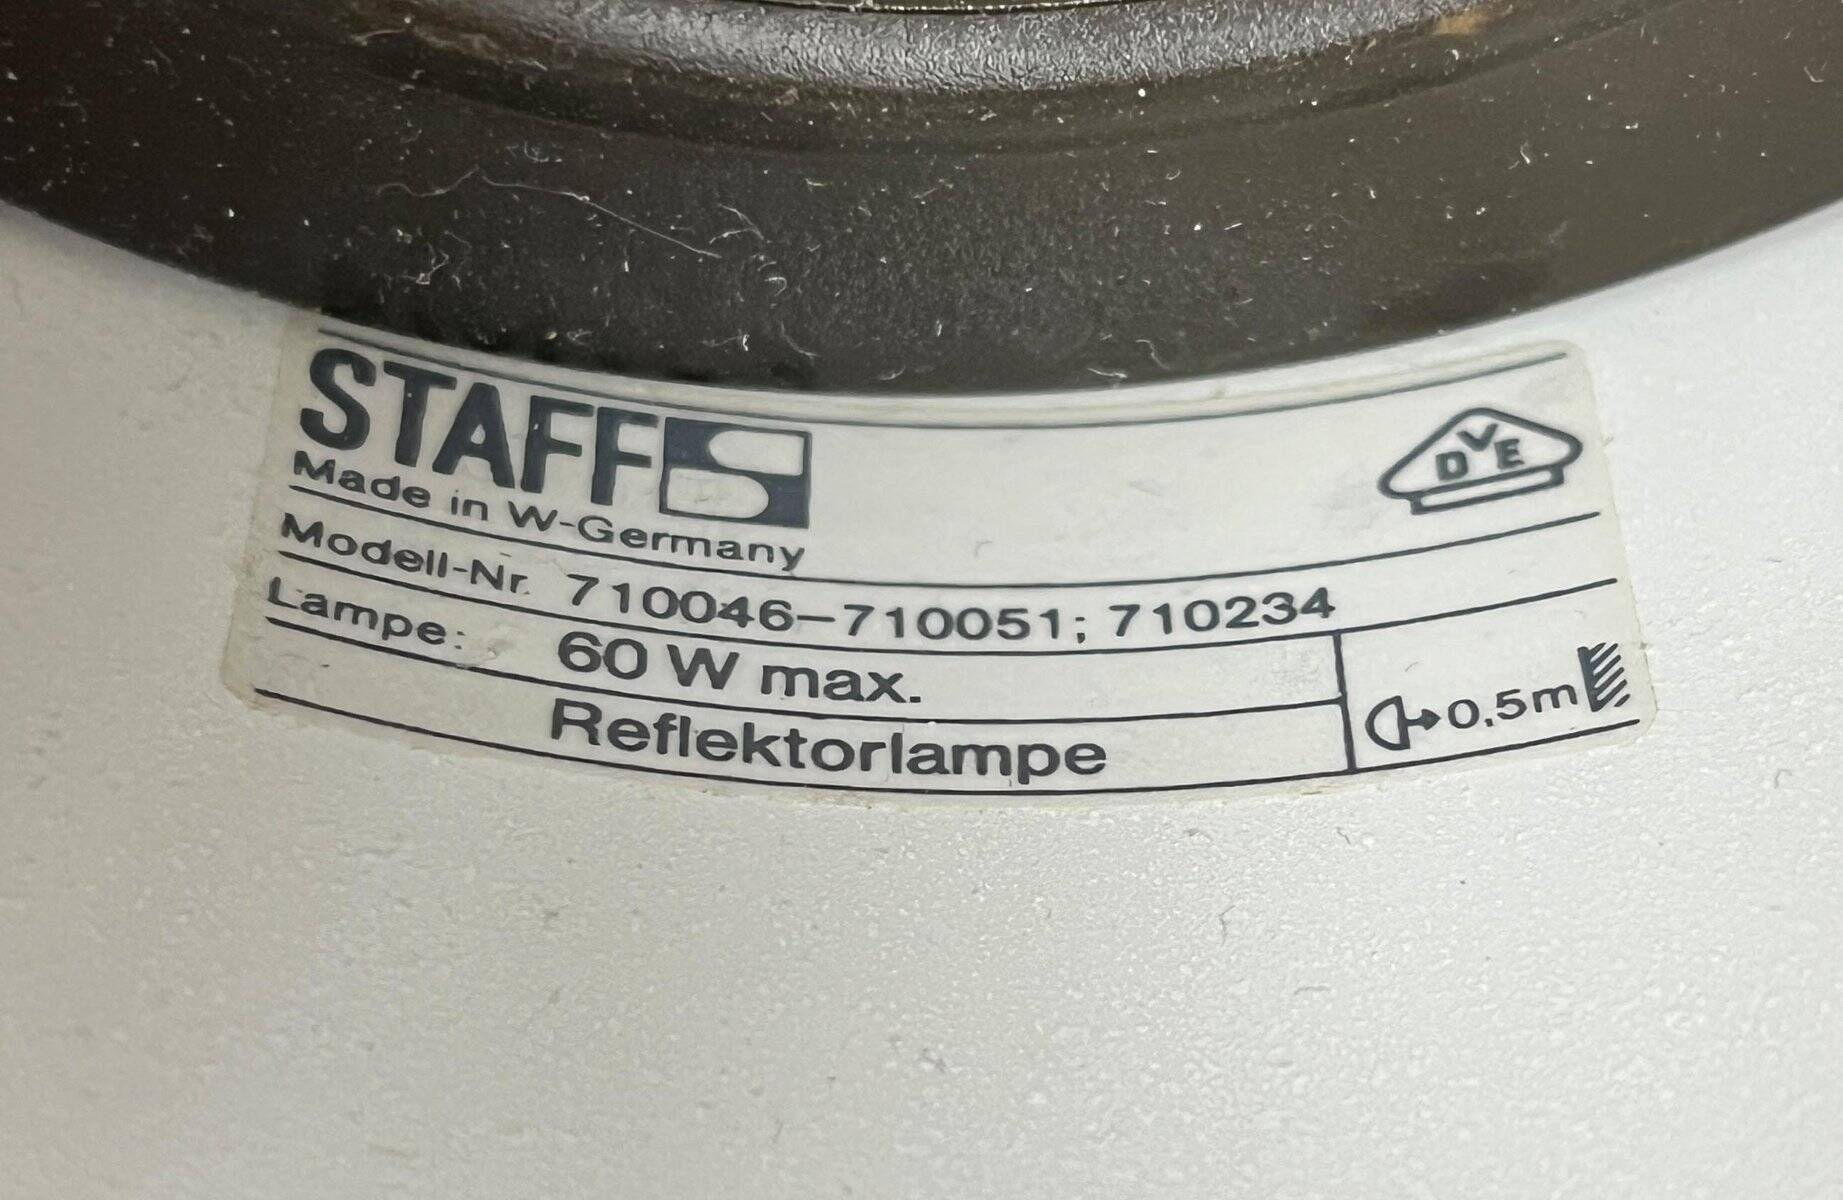 STAFF
Made in W-Germany
DVE
Modell-Nr. 710046-710051; 710234
Lampe: 60 W max.
Reflektorlampe
0,5m